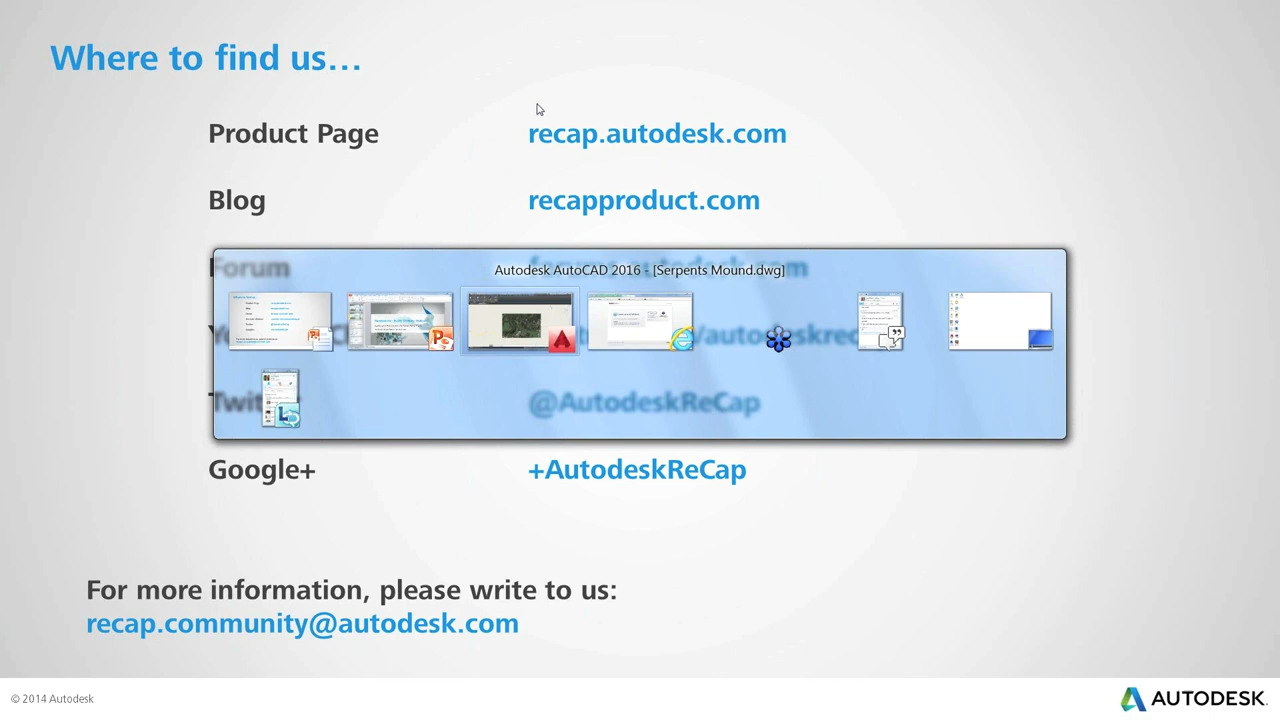 Where to find us...
Product Page recap.autodesk.com
Blog recapproduct.com
Forum
Autodesk AutoCAD 2016 - [Serpents Mound.dwg]
@AutodeskReCap
Google+ +AutodeskReCap
For more information, please write to us:
recap.community@autodesk.com
© 2014 Autodesk
AUTODESK.